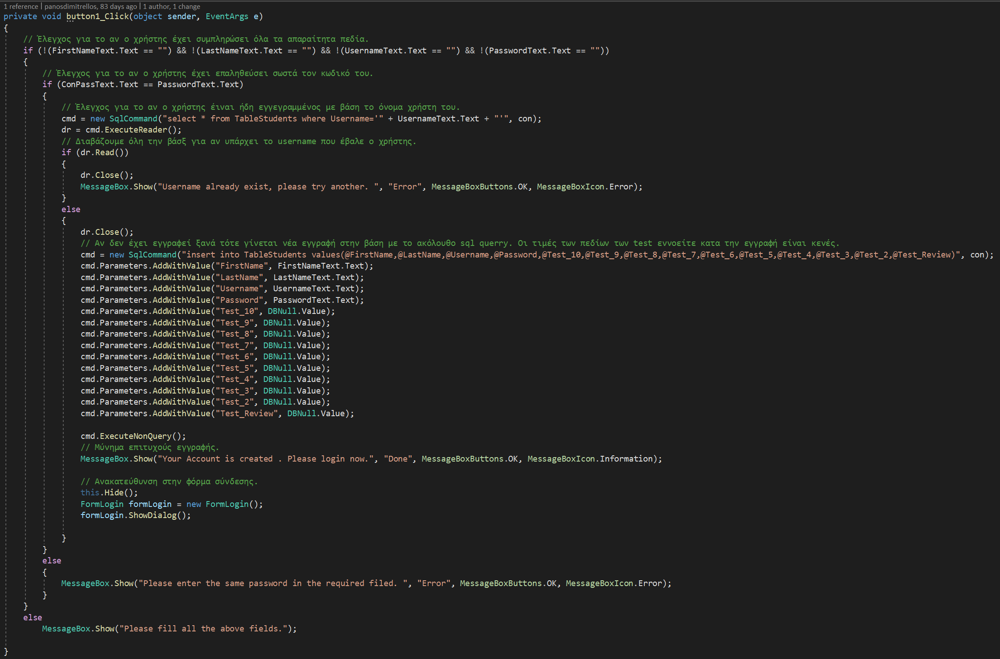 1 reference | panosdimitrellos, 83 days ago | 1 author, 1 change
private void button1_Click(object sender, EventArgs e)
{
// Έλεγχος για το αν ο χρήστης έχει συμπληρώσει όλα τα απαραίτητα πεδία.
if (!(FirstNameText.Text == "") && !(LastNameText.Text == "") && !(UsernameText.Text == "") && !(PasswordText.Text == ""))
{
// Έλεγχος για το αν ο χρήστης έχει επαληθεύσει σωστά τον κωδικό του.
if (ConPassText.Text == PasswordText.Text)
{
// Έλεγχος για το αν ο χρήστης έιναι ήδη εγγεγραμμένος με βάση το όνομα χρήστη του.
cmd = new SqlCommand("select * from TableStudents where Username='" + UsernameText.Text + "'", con);
dr = cmd.ExecuteReader();
// Διαβάζουμε όλη την βάσξ για αν υπάρχει το username που έβαλε ο χρήστης.
if (dr.Read())
{
dr.Close();
MessageBox.Show("Username already exist, please try another. ", "Error", MessageBoxButtons.OK, MessageBoxIcon.Error);
}
else
{
dr.Close();
// Αν δεν έχει εγγραφεί ξανά τότε γίνεται νέα εγγραφή στην βάση με το ακόλουθο sql querry. Οι τιμές των πεδίων των test εννοείτε κατα την εγγραφή είναι κενές.
cmd = new SqlCommand("insert into TableStudents values(@FirstName,@LastName,@Username,@Password,@Test_10,@Test_9,@Test_8,@Test_7,@Test_6,@Test_5,@Test_4,@Test_3,@Test_2,@Test_Review)", con);
cmd.Parameters.AddWithValue("FirstName", FirstNameText.Text);
cmd.Parameters.AddWithValue("LastName", LastNameText.Text);
cmd.Parameters.AddWithValue("Username", UsernameText.Text);
cmd.Parameters.AddWithValue("Password", PasswordText.Text);
cmd.Parameters.AddWithValue("Test_10", DBNull.Value);
cmd.Parameters.AddWithValue("Test_9", DBNull.Value);
cmd.Parameters.AddWithValue("Test_8", DBNull.Value);
cmd.Parameters.AddWithValue("Test_7", DBNull.Value);
cmd.Parameters.AddWithValue("Test_6", DBNull.Value);
cmd.Parameters.AddWithValue("Test_5", DBNull.Value);
cmd.Parameters.AddWithValue("Test_4", DBNull.Value);
cmd.Parameters.AddWithValue("Test_3", DBNull.Value);
cmd.Parameters.AddWithValue("Test_2", DBNull.Value);
cmd.Parameters.AddWithValue("Test_Review", DBNull.Value);
cmd.ExecuteNonQuery();
// Μύνημα επιτυχούς εγγραφής.
MessageBox.Show("Your Account is created . Please login now.", "Done", MessageBoxButtons.OK, MessageBoxIcon.Information);
// Ανακατεύθυνση στην φόρμα σύνδεσης.
this.Hide();
FormLogin formLogin = new FormLogin();
formLogin.ShowDialog();
}
}
else
{
MessageBox.Show("Please enter the same password in the required filed. ", "Error", MessageBoxButtons.OK, MessageBoxIcon.Error);
}
}
else
MessageBox.Show("Please fill all the above fields.");
}